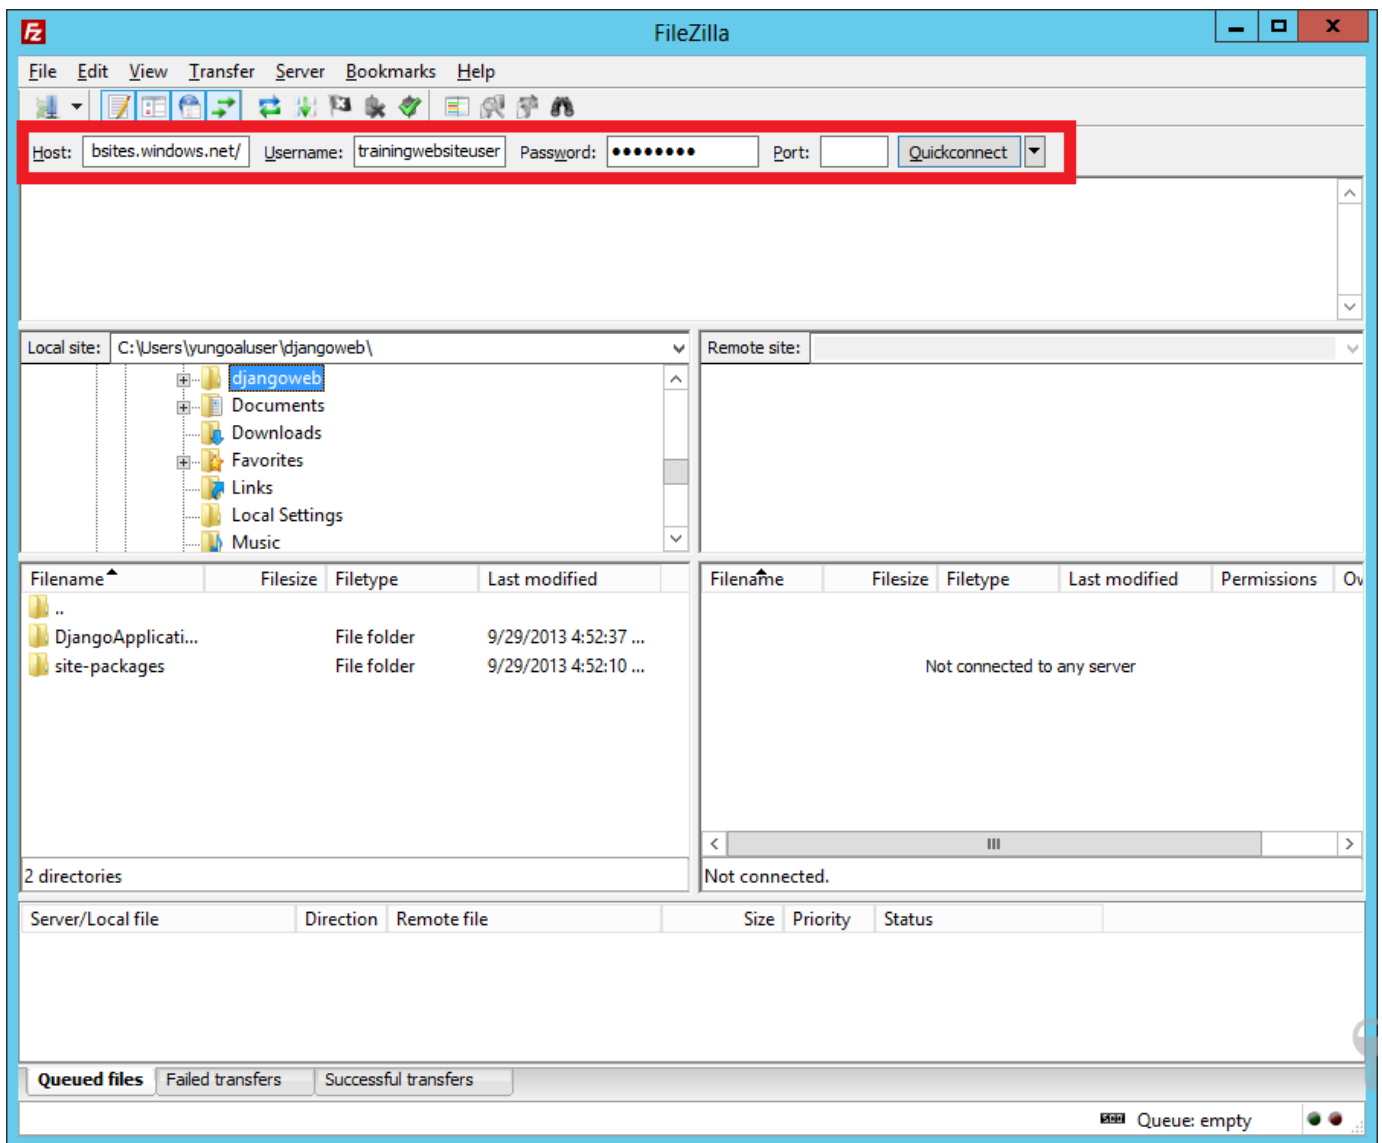 FileZilla
File Edit View Transfer Server Bookmarks Help
Host: bsites.windows.net/ Username: trainingwebsiteuser Password: •••••••• Port: Quickconnect
Local site: C:\Users\yungoaluser\djangoweb\
Remote site:
djangoweb
Documents
Downloads
Favorites
Links
Local Settings
Music
Filename Filesize Filetype Last modified
..
DjangoApplicati... File folder 9/29/2013 4:52:37 ...
site-packages File folder 9/29/2013 4:52:10 ...
2 directories
Filename Filesize Filetype Last modified Permissions Ow
Not connected to any server
Not connected.
Server/Local file Direction Remote file Size Priority Status
Queued files Failed transfers Successful transfers
Queue: empty